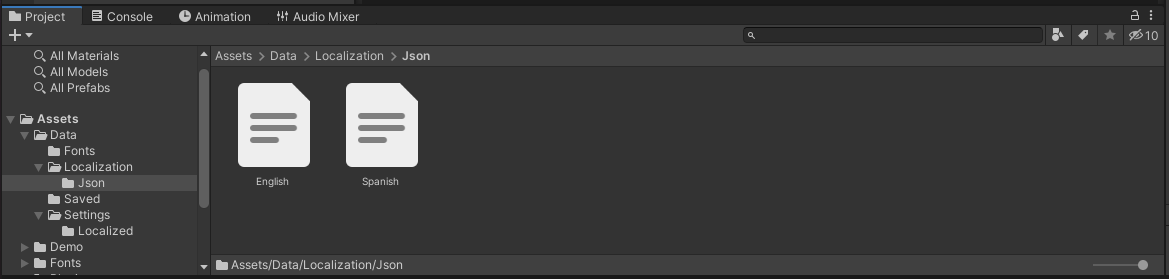 Project Console Animation Audio Mixer
10
All Materials
All Models
All Prefabs
Assets
Data
Fonts
Localization
Json
Saved
Settings
Localized
Demo
Fonts
Assets > Data > Localization > Json
English Spanish
Assets/Data/Localization/Json